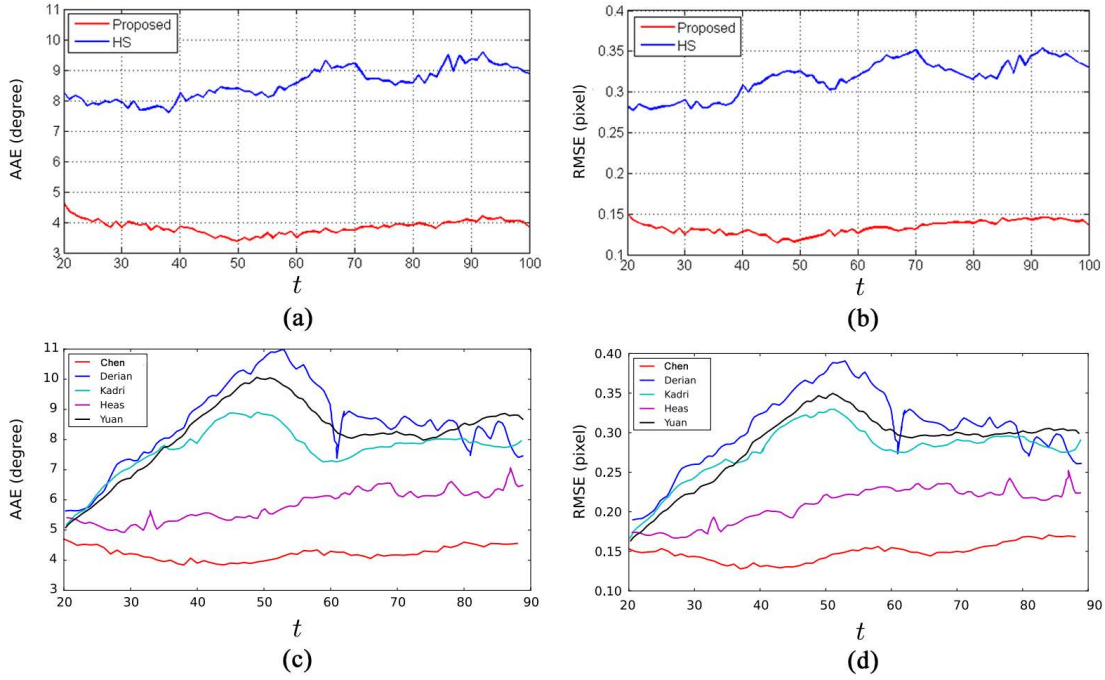 11
10
9
8
7
6
5
4
3
AAE (degree)
Proposed
HS
20 30 40 50 60 70 80 90 100
t
(a)
0.4
0.35
0.3
0.25
0.2
0.15
0.1
RMSE (pixel)
Proposed
HS
20 30 40 50 60 70 80 90 100
t
(b)
11
10
9
8
7
6
5
4
3
AAE (degree)
Chen
Derian
Kadri
Heas
Yuan
20 30 40 50 60 70 80 90
t
(c)
0.40
0.35
0.30
0.25
0.20
0.15
0.10
RMSE (pixel)
Chen
Derian
Kadri
Heas
Yuan
20 30 40 50 60 70 80 90
t
(d)